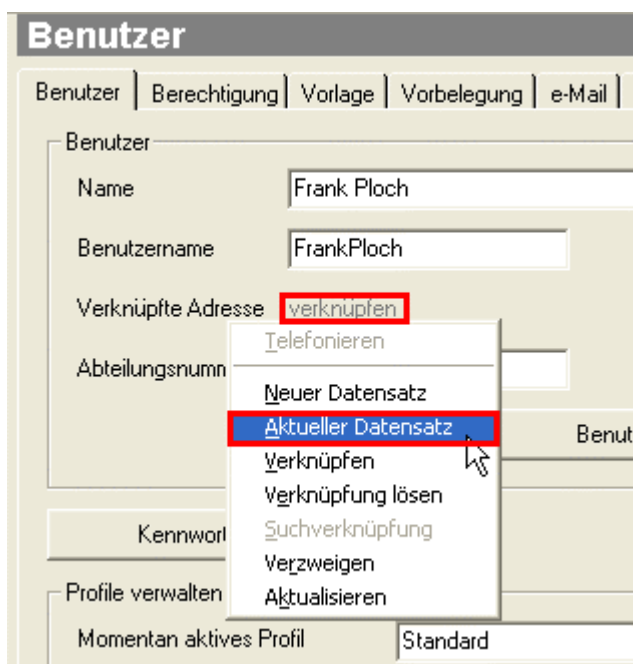 Benutzer
Benutzer Berechtigung Vorlage Vorbelegung e-Mail
Benutzer
Name Frank Ploch
Benutzername FrankPloch
Verknüpfte Adresse verknüpfen
Telefonieren
Abteilungsnumm
Neuer Datensatz
Aktueller Datensatz Benut
Verknüpfen
Verknüpfung lösen
Suchverknüpfung
Kennwort
Verzweigen
Profile verwalten
Aktualisieren
Momentan aktives Profil Standard